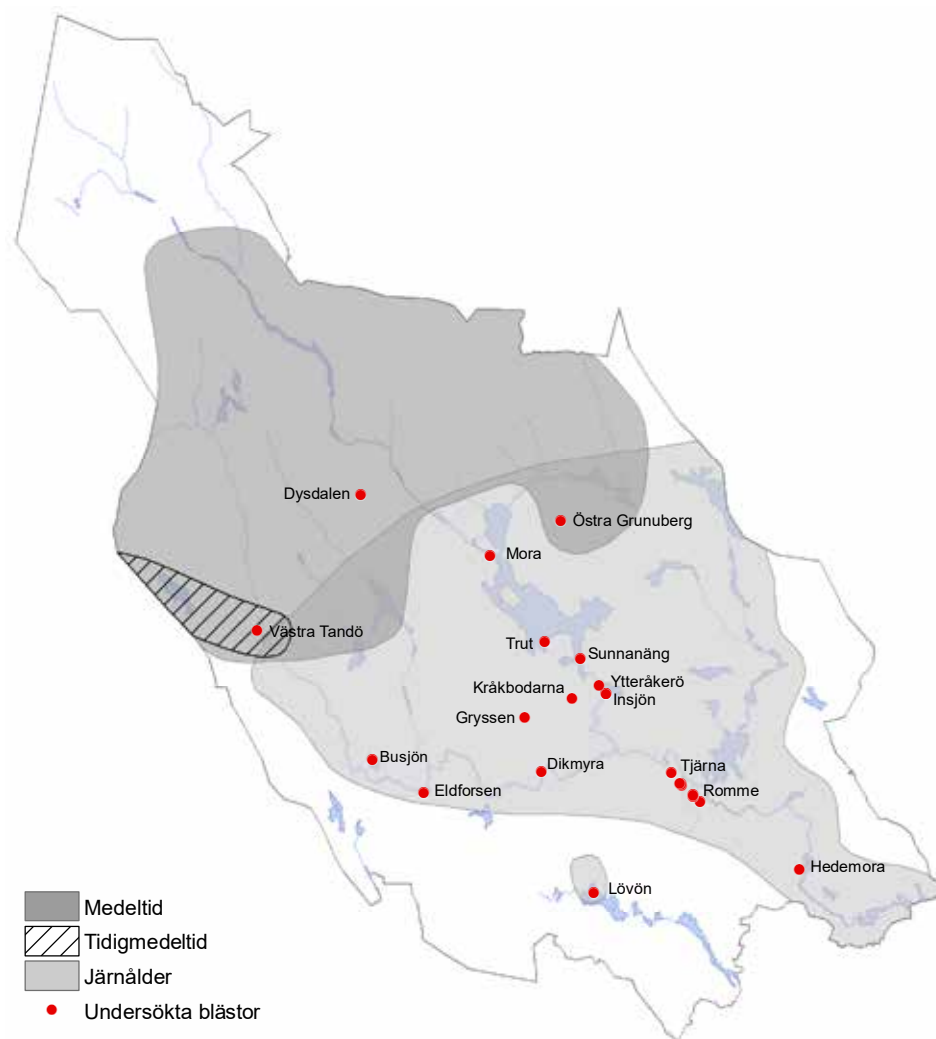 Dysdalen
Östra Grunuberg
Mora
Västra Tandö
Trut
Sunnanäng
Ytteråkerö
Kråkbodarna
Insjön
Gryssen
Busjön
Dikmyra
Tjärna
Eldforsen
Romme
Hedemora
Lövön
Medeltid
Tidigmedeltid
Järnålder
Undersökta blästor